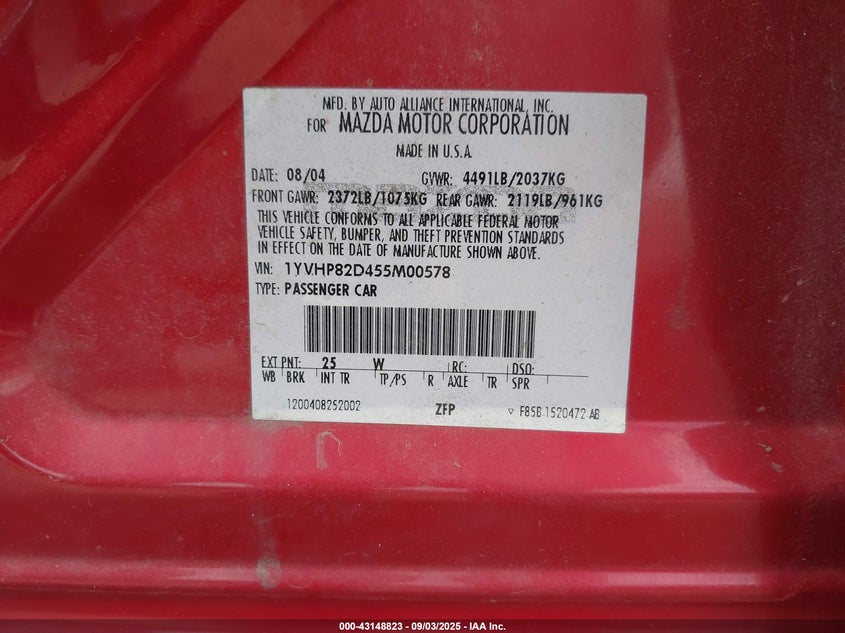 MFD. BY AUTO ALLIANCE INTERNATIONAL, INC.
FOR MAZDA MOTOR CORPORATION
MADE IN U.S.A.
DATE: 08/04 GVWR: 4491LB/2037KG
FRONT GAWR: 2372LB/1075KG REAR GAWR: 2119LB/961KG
THIS VEHICLE CONFORMS TO ALL APPLICABLE FEDERAL MOTOR
VEHICLE SAFETY, BUMPER, AND THEFT PREVENTION STANDARDS
IN EFFECT ON THE DATE OF MANUFACTURE SHOWN ABOVE.
VIN: 1YVHP82D455M00578
TYPE: PASSENGER CAR
EXT PNT: 25 W RC: DSO:
WB BRK INT TR TP/PS R AXLE TR SPR
1200408252002 ZFP ▽ F85B 1520472 AB
000-43148823 - 09/03/2025 - IAA Inc.